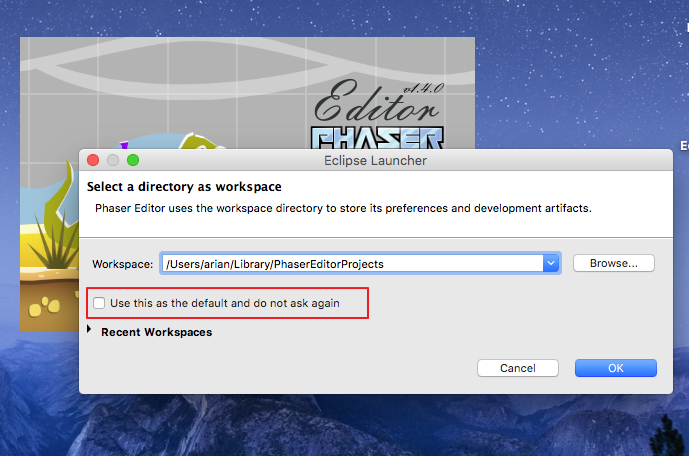 v1.4.0
Editor
PHASER
Eclipse Launcher
Select a directory as workspace
Phaser Editor uses the workspace directory to store its preferences and development artifacts.
Workspace: /Users/arian/Library/PhaserEditorProjects Browse...
Use this as the default and do not ask again
Recent Workspaces
Cancel OK